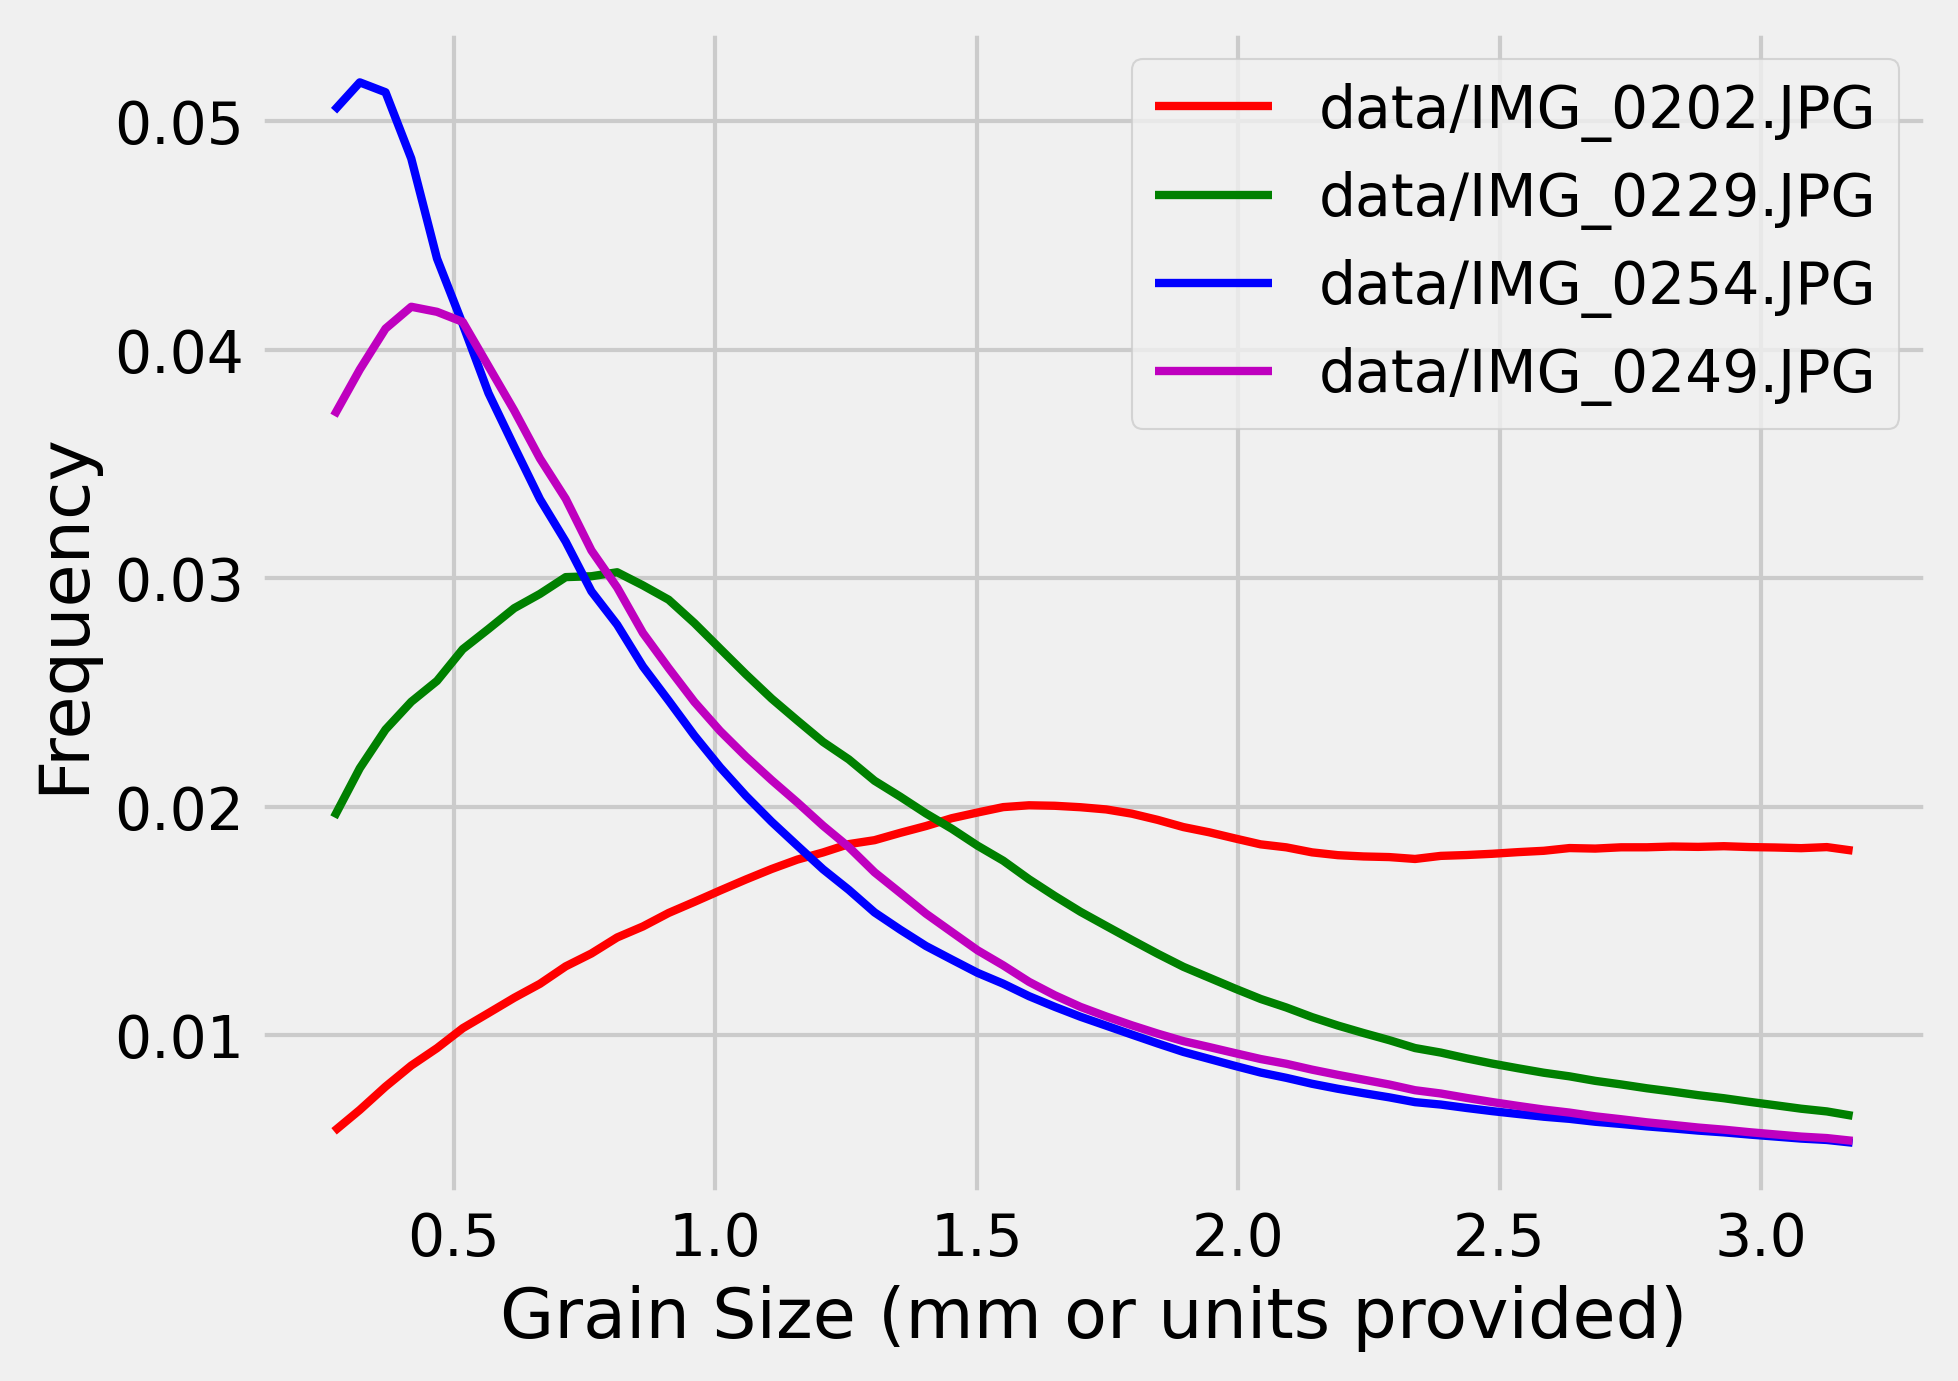 data/IMG_0202.JPG
data/IMG_0229.JPG
data/IMG_0254.JPG
data/IMG_0249.JPG
Frequency
0.05
0.04
0.03
0.02
0.01
0.5 1.0 1.5 2.0 2.5 3.0
Grain Size (mm or units provided)